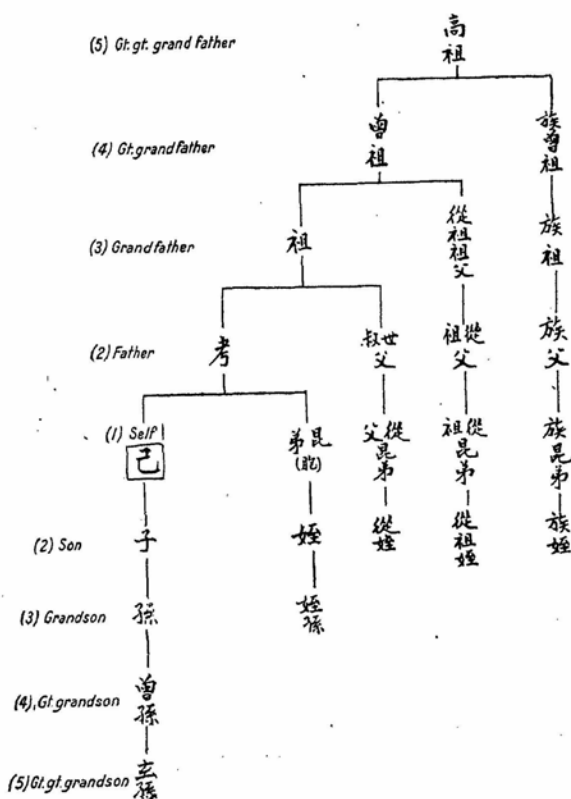 (5) Gt.gt. grand father
高祖
(4) Gt.grandfather
曾祖
族曾祖
(3) Grandfather
祖
從祖祖父
族祖
(2) Father
考
世叔父
從祖父
族父
(1) Self
己
昆弟
(胞)
從父昆弟
從祖昆弟
族昆弟
(2) Son
子
姪
從姪
從祖姪
族姪
(3) Grandson
孫
姪孫
(4),Gt.grandson
曾孫
(5)Gt.gt.grandson
玄孫